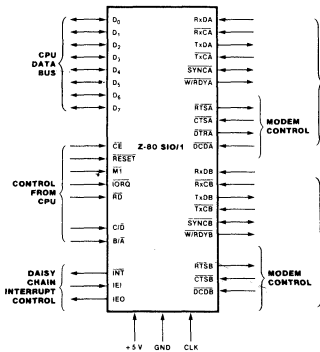 CPU DATA BUS
D0
D1
D2
D3
D4
D5
D6
D7
CONTROL FROM CPU
CE
RESET
M1
IORQ
RD
C/D
B/A
DAISY CHAIN INTERRUPT CONTROL
INT
IEI
IEO
Z-80 SIO/1
RxDA
RxCA
TxDA
TxCA
SYNCA
W/RDYA
RTSA
CTSA
DTRA
DCDA
MODEM CONTROL
RxDB
RxCB
TxDB
TxCB
SYNCB
W/RDYB
RTSB
CTSB
DCDB
MODEM CONTROL
+5 V
GND
CLK